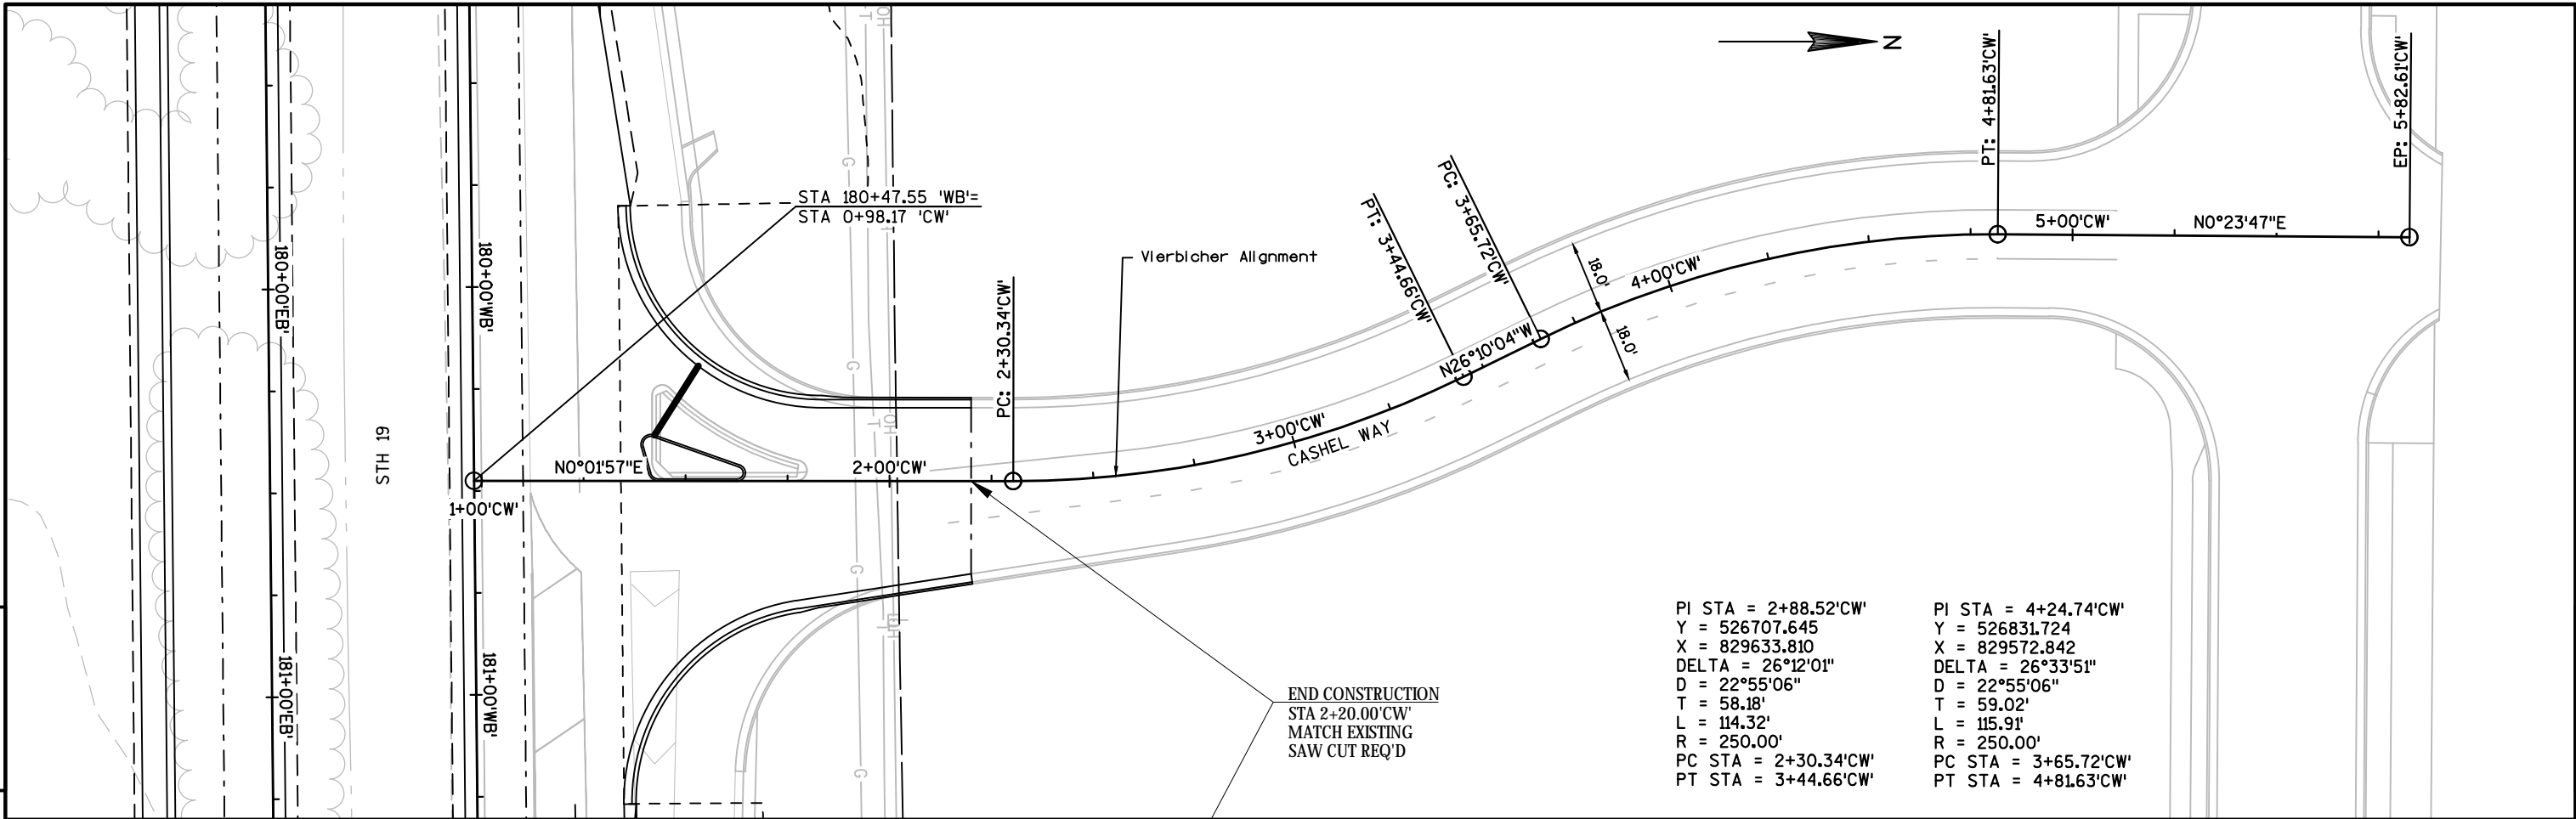 N
STA 180+47.55 'WB'=
STA 0+98.17 'CW'
180+00'EB'
180+00'WB'
181+00'EB'
181+00'WB'
STH 19
1+00'CW'
N0°01'57"E
2+00'CW'
PC: 2+30.34'CW'
Vierbicher Alignment
3+00'CW'
CASHEL WAY
PT: 3+44.66'CW'
N26°10'04"W
PC: 3+65.72'CW'
18.0'
18.0'
4+00'CW'
PT: 4+81.63'CW'
5+00'CW'
N0°23'47"E
EP: 5+82.61'CW'
OH
T
G
G
OH
T
G
G
END CONSTRUCTION
STA 2+20.00'CW'
MATCH EXISTING
SAW CUT REQ'D
PI STA = 2+88.52'CW'
Y = 526707.645
X = 829633.810
DELTA = 26°12'01"
D = 22°55'06"
T = 58.18'
L = 114.32'
R = 250.00'
PC STA = 2+30.34'CW'
PT STA = 3+44.66'CW'
PI STA = 4+24.74'CW'
Y = 526831.724
X = 829572.842
DELTA = 26°33'51"
D = 22°55'06"
T = 59.02'
L = 115.91'
R = 250.00'
PC STA = 3+65.72'CW'
PT STA = 4+81.63'CW'